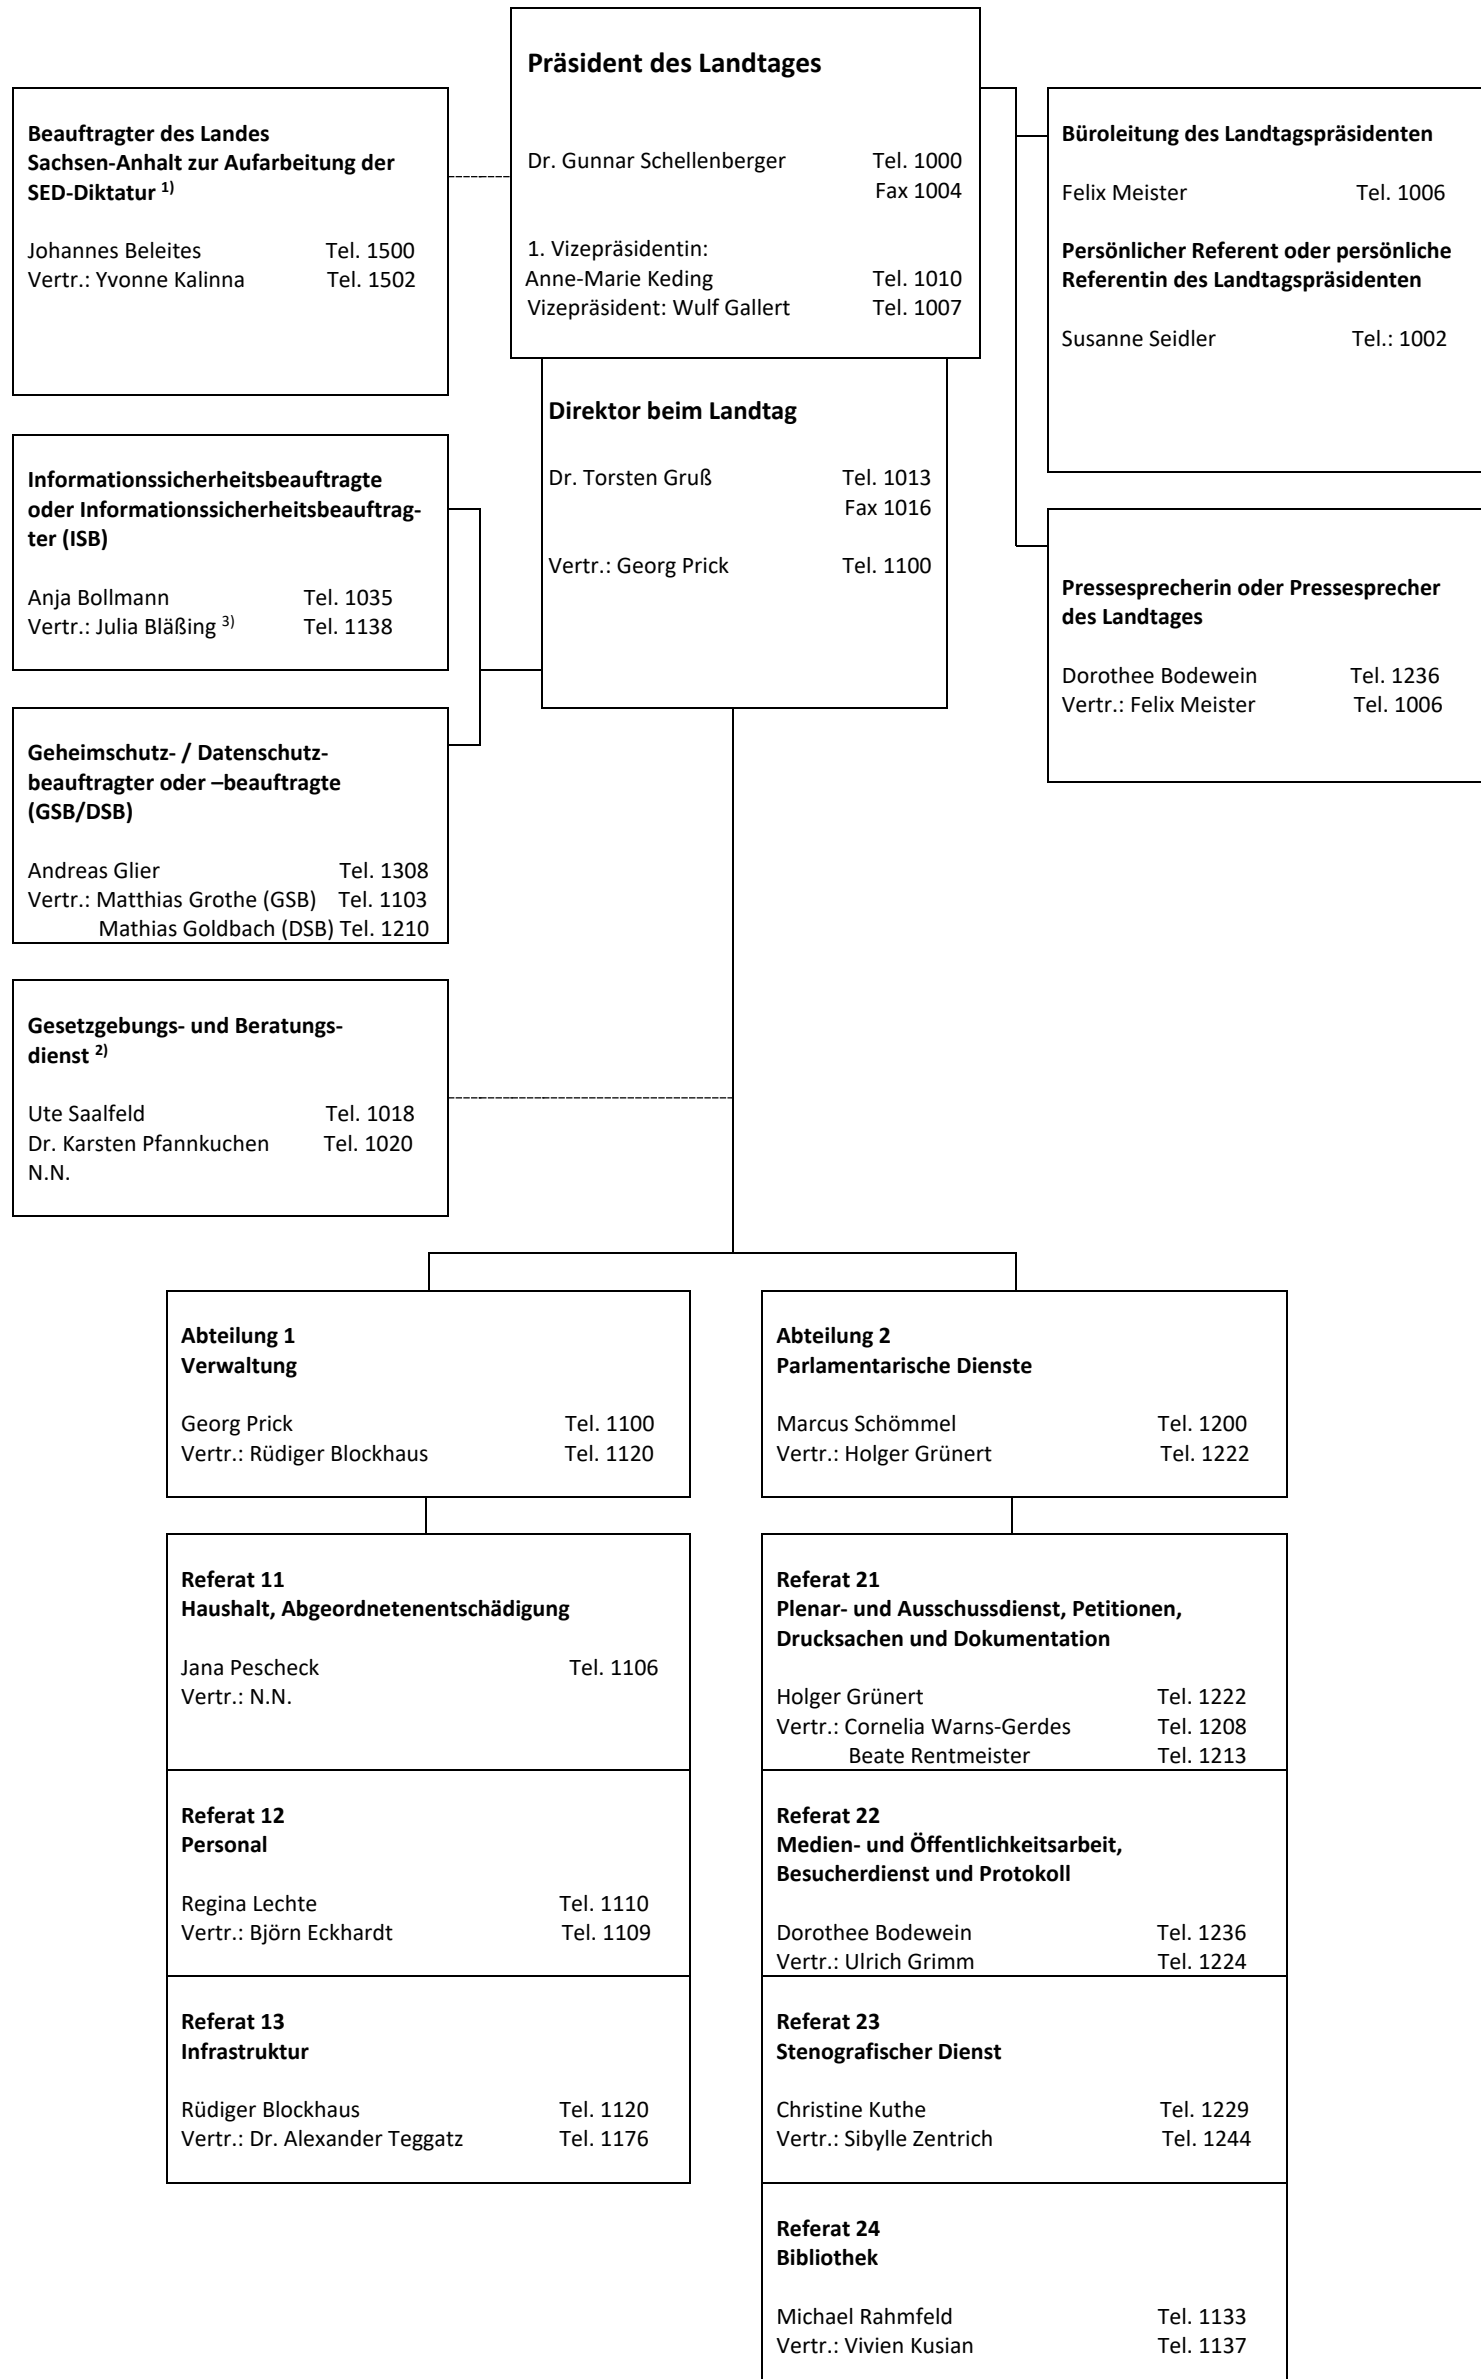 Präsident des Landtages
Dr. Gunnar Schellenberger Tel. 1000
Fax 1004
1. Vizepräsidentin:
Anne-Marie Keding Tel. 1010
Vizepräsident: Wulf Gallert Tel. 1007
Beauftragter des Landes
Sachsen-Anhalt zur Aufarbeitung der
SED-Diktatur 1)
Johannes Beleites Tel. 1500
Vertr.: Yvonne Kalinna Tel. 1502
Büroleitung des Landtagspräsidenten
Felix Meister Tel. 1006
Persönlicher Referent oder persönliche
Referentin des Landtagspräsidenten
Susanne Seidler Tel.: 1002
Direktor beim Landtag
Dr. Torsten Gruß Tel. 1013
Fax 1016
Vertr.: Georg Prick Tel. 1100
Informationssicherheitsbeauftragte
oder Informationssicherheitsbeauftrag-
ter (ISB)
Anja Bollmann Tel. 1035
Vertr.: Julia Bläßing 3) Tel. 1138
Pressesprecherin oder Pressesprecher
des Landtages
Dorothee Bodewein Tel. 1236
Vertr.: Felix Meister Tel. 1006
Geheimschutz- / Datenschutz-
beauftragter oder –beauftragte
(GSB/DSB)
Andreas Glier Tel. 1308
Vertr.: Matthias Grothe (GSB) Tel. 1103
Mathias Goldbach (DSB) Tel. 1210
Gesetzgebungs- und Beratungs-
dienst 2)
Ute Saalfeld Tel. 1018
Dr. Karsten Pfannkuchen Tel. 1020
N.N.
Abteilung 1
Verwaltung
Georg Prick Tel. 1100
Vertr.: Rüdiger Blockhaus Tel. 1120
Referat 11
Haushalt, Abgeordnetenentschädigung
Jana Pescheck Tel. 1106
Vertr.: N.N.
Referat 12
Personal
Regina Lechte Tel. 1110
Vertr.: Björn Eckhardt Tel. 1109
Referat 13
Infrastruktur
Rüdiger Blockhaus Tel. 1120
Vertr.: Dr. Alexander Teggatz Tel. 1176
Abteilung 2
Parlamentarische Dienste
Marcus Schömmel Tel. 1200
Vertr.: Holger Grünert Tel. 1222
Referat 21
Plenar- und Ausschussdienst, Petitionen,
Drucksachen und Dokumentation
Holger Grünert Tel. 1222
Vertr.: Cornelia Warns-Gerdes Tel. 1208
Beate Rentmeister Tel. 1213
Referat 22
Medien- und Öffentlichkeitsarbeit,
Besucherdienst und Protokoll
Dorothee Bodewein Tel. 1236
Vertr.: Ulrich Grimm Tel. 1224
Referat 23
Stenografischer Dienst
Christine Kuthe Tel. 1229
Vertr.: Sibylle Zentrich Tel. 1244
Referat 24
Bibliothek
Michael Rahmfeld Tel. 1133
Vertr.: Vivien Kusian Tel. 1137